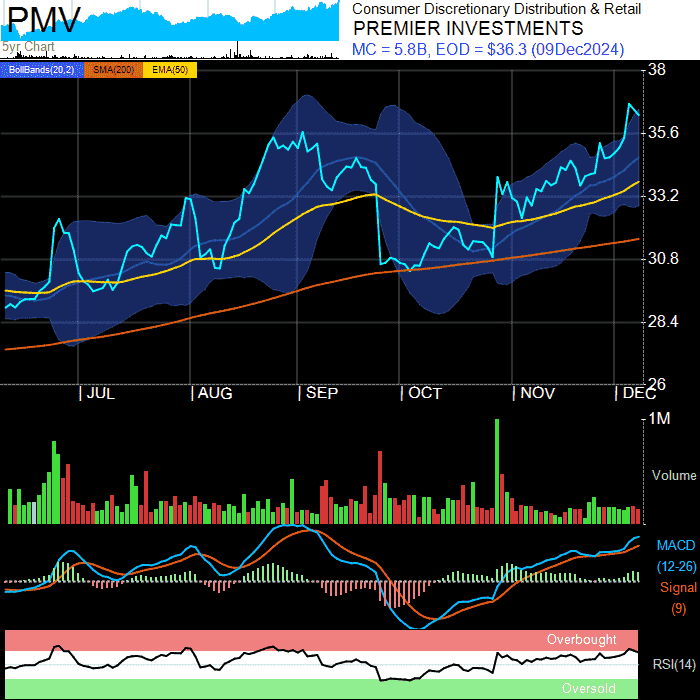 PMV
5yr Chart
Consumer Discretionary Distribution & Retail
PREMIER INVESTMENTS
MC = 5.8B, EOD = $36.3 (09Dec2024)
BollBands(20,2) SMA(200) EMA(50)
38
35.6
33.2
30.8
28.4
26
JUL AUG SEP OCT NOV DEC
1M
Volume
MACD
(12-26)
Signal
(9)
Overbought
RSI(14)
Oversold